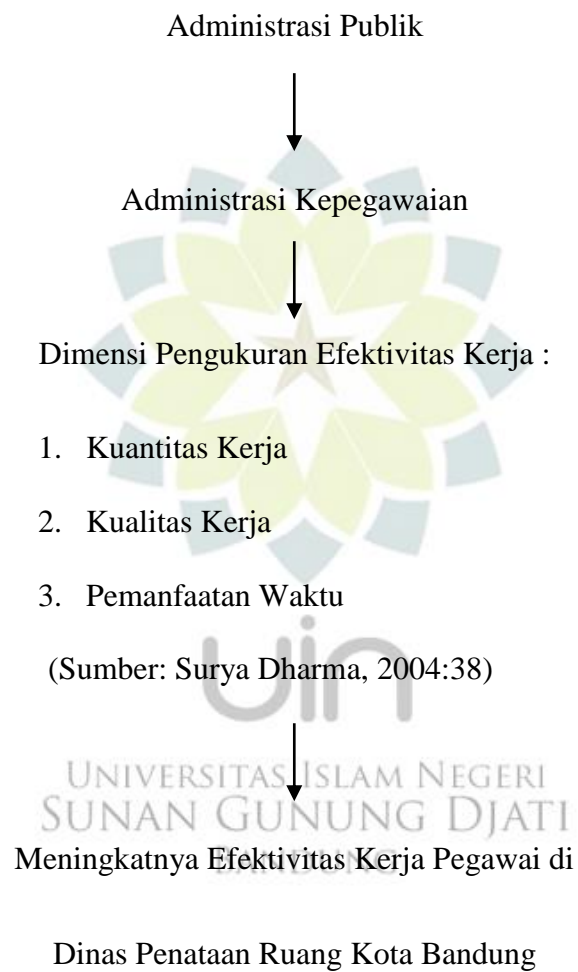 Administrasi Publik
Administrasi Kepegawaian
Dimensi Pengukuran Efektivitas Kerja :
1. Kuantitas Kerja
2. Kualitas Kerja
3. Pemanfaatan Waktu
(Sumber: Surya Dharma, 2004:38)
uin
UNIVERSITAS ISLAM NEGERI
SUNAN GUNUNG DJATI
BANDUNG
Meningkatnya Efektivitas Kerja Pegawai di
Dinas Penataan Ruang Kota Bandung